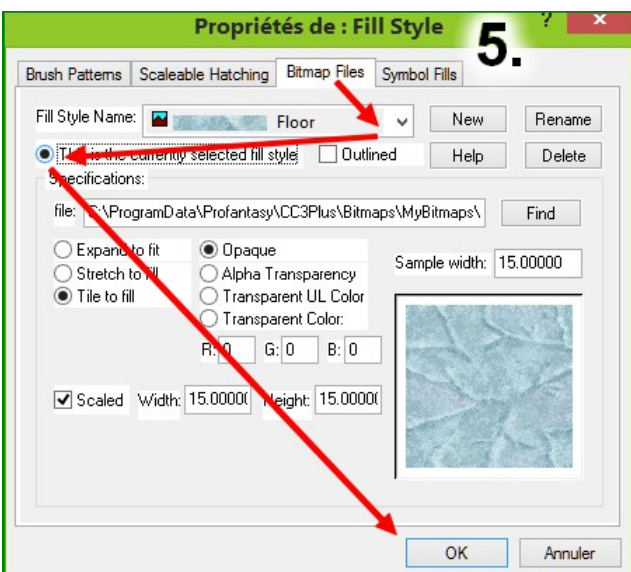 Propriétés de : Fill Style
5.
?
x
Brush Patterns
Scaleable Hatching
Bitmap Files
Symbol Fills
Fill Style Name:
Floor
New
Rename
This is the currently selected fill style
Outlined
Help
Delete
Specifications:
file:
C:\ProgramData\Profantasy\CC3Plus\Bitmaps\MyBitmaps\
Find
Expand to fit
Opaque
Sample width:
15.00000
Stretch to fill
Alpha Transparency
Tile to fill
Transparent UL Color
Transparent Color:
R: 0
G: 0
B: 0
Scaled
Width: 15.00000
Height: 15.00000
OK
Annuler